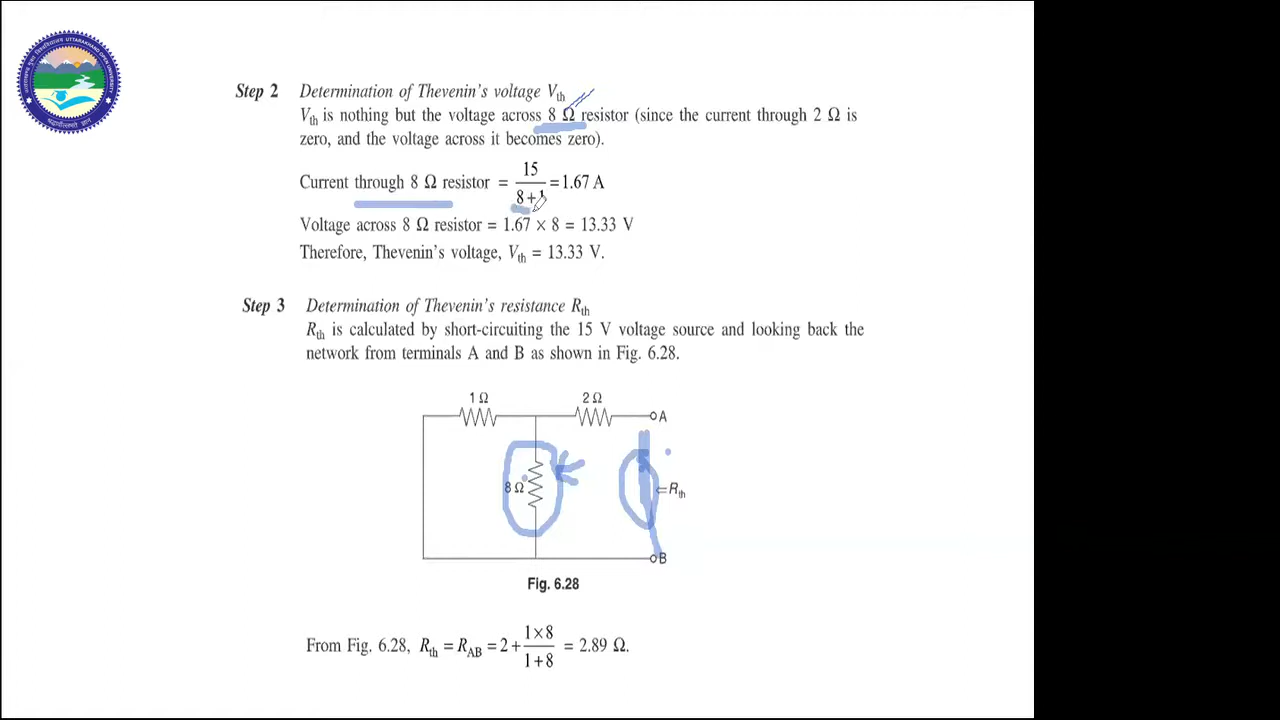 Step 2 Determination of Thevenin's voltage Vth
Vth is nothing but the voltage across 8 Ω resistor (since the current through 2 Ω is
zero, and the voltage across it becomes zero).
Current through 8 Ω resistor = 15 / 8 + 1 = 1.67 A
Voltage across 8 Ω resistor = 1.67 × 8 = 13.33 V
Therefore, Thevenin's voltage, Vth = 13.33 V.
Step 3 Determination of Thevenin's resistance Rth
Rth is calculated by short-circuiting the 15 V voltage source and looking back the
network from terminals A and B as shown in Fig. 6.28.
1 Ω 2 Ω
A
8 Ω
⇐Rth
B
Fig. 6.28
From Fig. 6.28, Rth = RAB = 2 + 1 × 8 / 1 + 8 = 2.89 Ω.